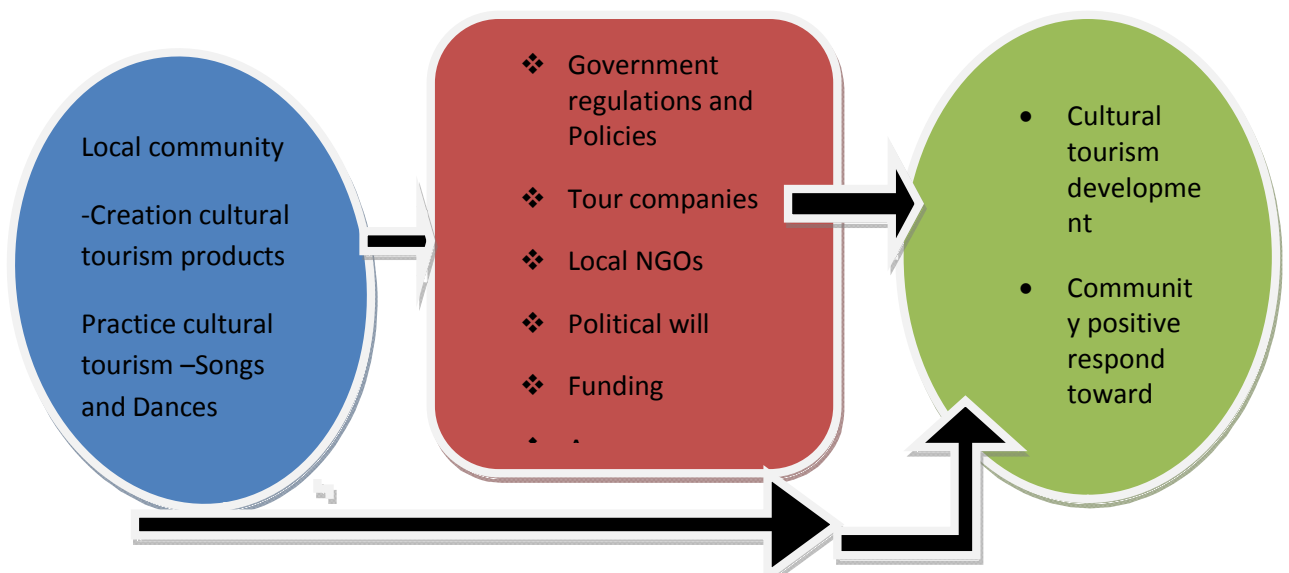 Local community
-Creation cultural
tourism products
Practice cultural
tourism –Songs
and Dances
❖ Government
regulations and
Policies
❖ Tour companies
❖ Local NGOs
❖ Political will
❖ Funding
• Cultural
tourism
developme
nt
• Communit
y positive
respond
toward